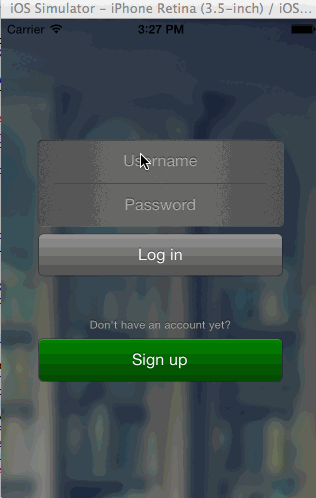 iOS Simulator – iPhone Retina (3.5-inch) / iOS...
Carrier 3:27 PM
Username
Password
Log in
Don't have an account yet?
Sign up